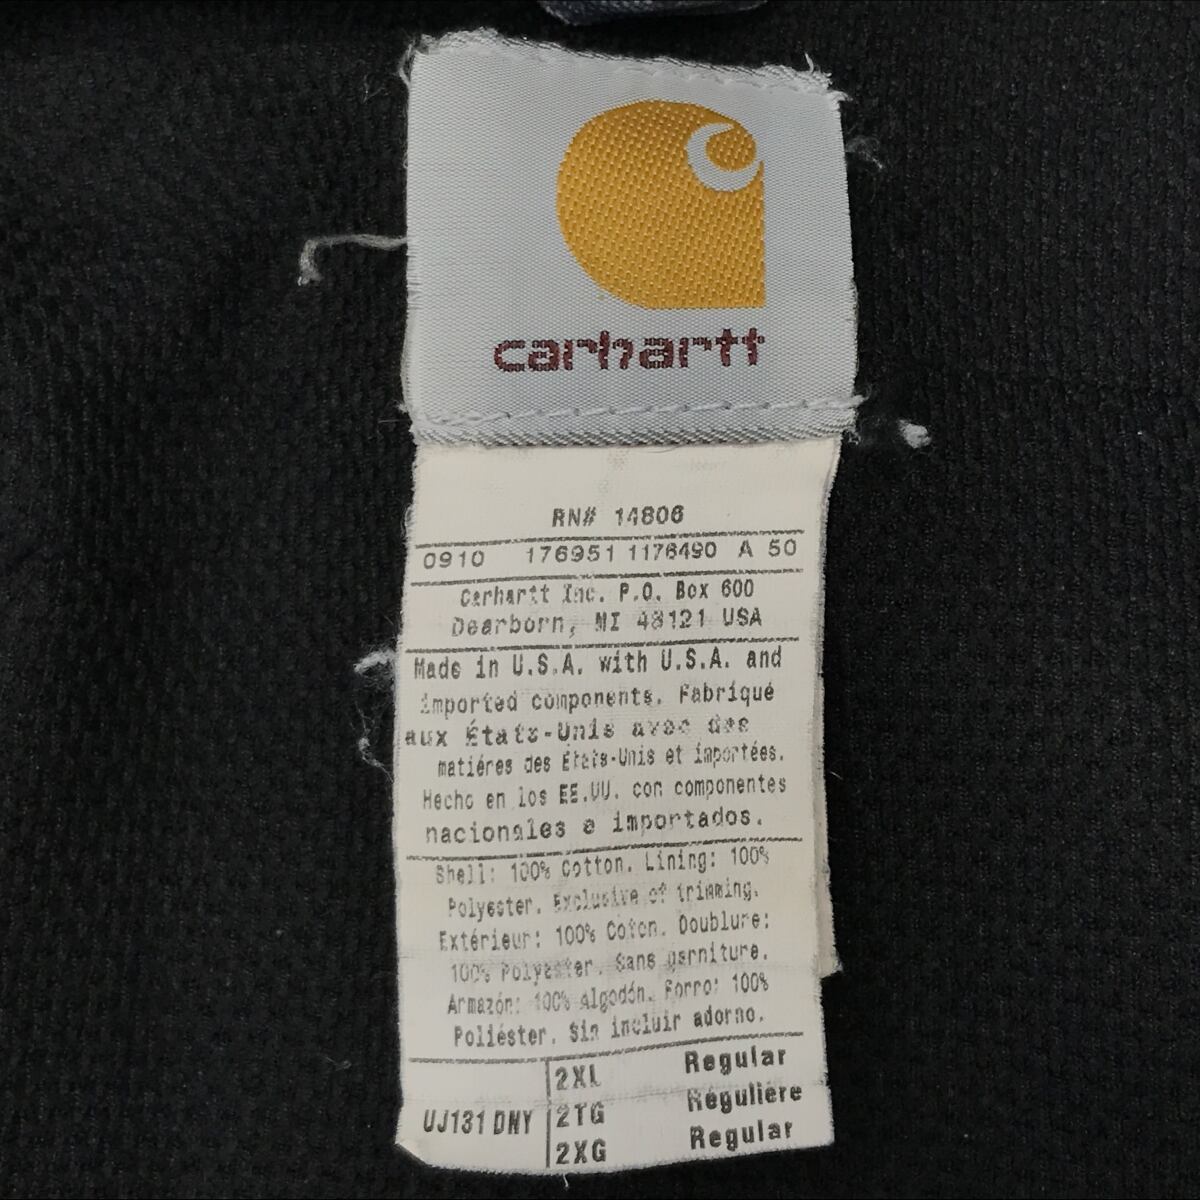 carhartt
RN# 14806
0910 176951 1176490 A 50
Carhartt Inc. P.O. Box 600
Dearborn, MI 48121 USA
Made in U.S.A. with U.S.A. and
imported components. Fabriqué
aux États-Unis avec des
matiéres des États-Unis et importées.
Hecho en los EE.UU. con componentes
nacionales e importados.
Shell: 100% Cotton. Lining: 100%
Polyester. Exclusive of trimming.
Extérieur: 100% Coton. Doublure:
100% Polyester. Sans garniture.
Armazón: 100% Algodón. Forro: 100%
Poliéster. Sin incluir adorno.
2XL Regular
UJ131 DNY 2TG Réguliére
2XG Regular